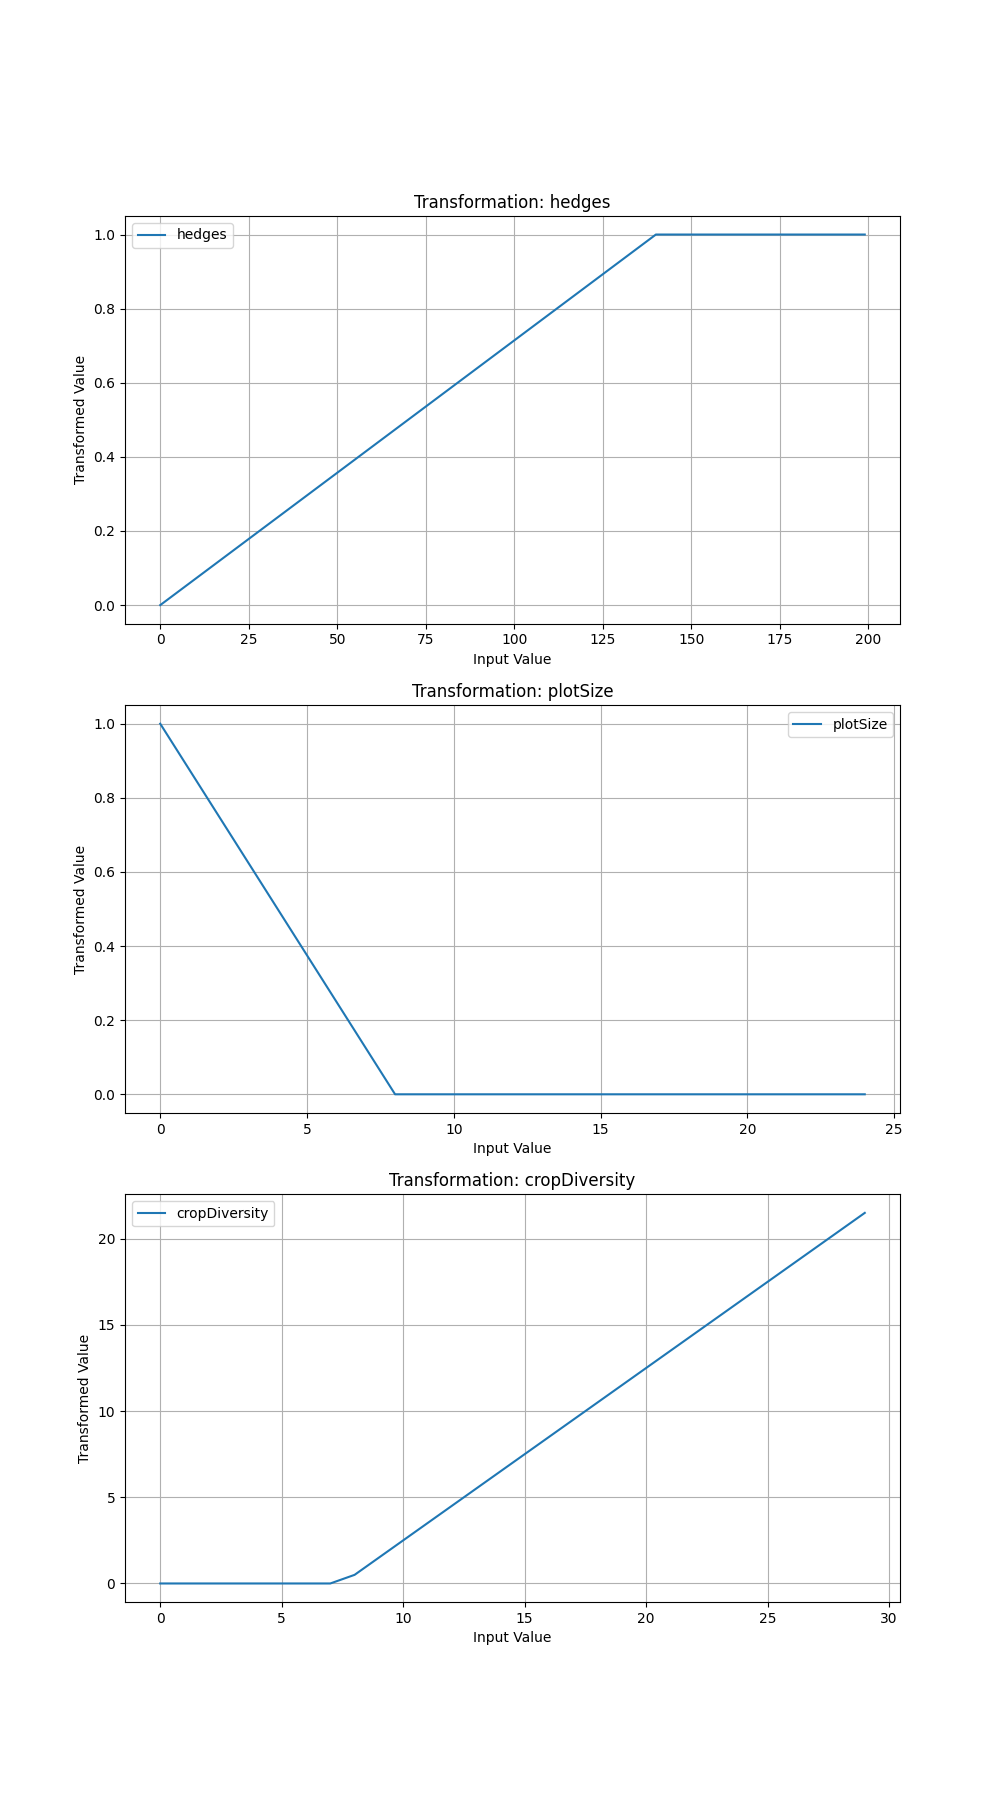 Transformation: hedges
hedges
1.0
0.8
0.6
0.4
0.2
0.0
Transformed Value
0 25 50 75 100 125 150 175 200
Input Value
Transformation: plotSize
plotSize
1.0
0.8
0.6
0.4
0.2
0.0
Transformed Value
0 5 10 15 20 25
Input Value
Transformation: cropDiversity
cropDiversity
20
15
10
5
0
Transformed Value
0 5 10 15 20 25 30
Input Value